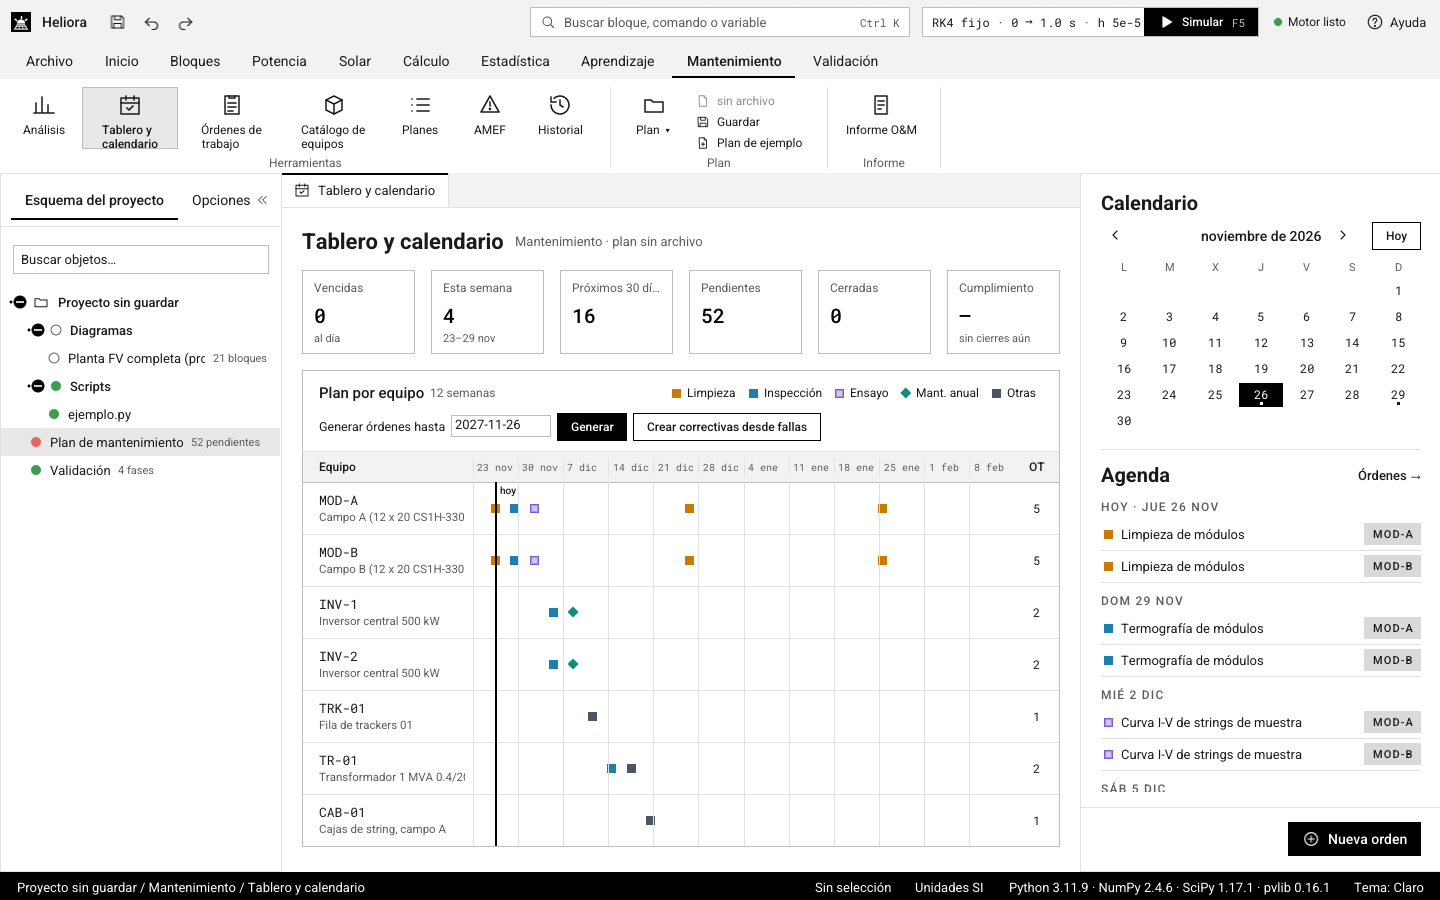 Heliora
Buscar bloque, comando o variable
Ctrl K
RK4 fijo · 0 → 1.0 s · h 5e-5
Simular F5
Motor listo
Ayuda
Archivo
Inicio
Bloques
Potencia
Solar
Cálculo
Estadística
Aprendizaje
Mantenimiento
Validación
Análisis
Tablero y
calendario
Órdenes de
trabajo
Catálogo de
equipos
Planes
AMEF
Historial
Herramientas
Plan
sin archivo
Guardar
Plan de ejemplo
Plan
Informe O&M
Informe
Esquema del proyecto
Opciones
Buscar objetos...
Proyecto sin guardar
Diagramas
Planta FV completa (pro
21 bloques
Scripts
ejemplo.py
Plan de mantenimiento
52 pendientes
Validación
4 fases
Tablero y calendario
Tablero y calendario
Mantenimiento · plan sin archivo
Vencidas
0
al día
Esta semana
4
23–29 nov
Próximos 30 dí...
16
Pendientes
52
Cerradas
0
Cumplimiento
—
sin cierres aún
Plan por equipo
12 semanas
Limpieza
Inspección
Ensayo
Mant. anual
Otras
Generar órdenes hasta
2027-11-26
Generar
Crear correctivas desde fallas
Equipo
23 nov
30 nov
7 dic
14 dic
21 dic
28 dic
4 ene
11 ene
18 ene
25 ene
1 feb
8 feb
OT
hoy
MOD-A
Campo A (12 x 20 CS1H-330
5
MOD-B
Campo B (12 x 20 CS1H-330
5
INV-1
Inversor central 500 kW
2
INV-2
Inversor central 500 kW
2
TRK-01
Fila de trackers 01
1
TR-01
Transformador 1 MVA 0.4/20
2
CAB-01
Cajas de string, campo A
1
Calendario
noviembre de 2026
Hoy
L M X J V S D
1
2 3 4 5 6 7 8
9 10 11 12 13 14 15
16 17 18 19 20 21 22
23 24 25 26 27 28 29
30
Agenda
Órdenes →
HOY · JUE 26 NOV
Limpieza de módulos
MOD-A
Limpieza de módulos
MOD-B
DOM 29 NOV
Termografía de módulos
MOD-A
Termografía de módulos
MOD-B
MIÉ 2 DIC
Curva I-V de strings de muestra
MOD-A
Curva I-V de strings de muestra
MOD-B
SÁB 5 DIC
Nueva orden
Proyecto sin guardar / Mantenimiento / Tablero y calendario
Sin selección
Unidades SI
Python 3.11.9 · NumPy 2.4.6 · SciPy 1.17.1 · pvlib 0.16.1
Tema: Claro